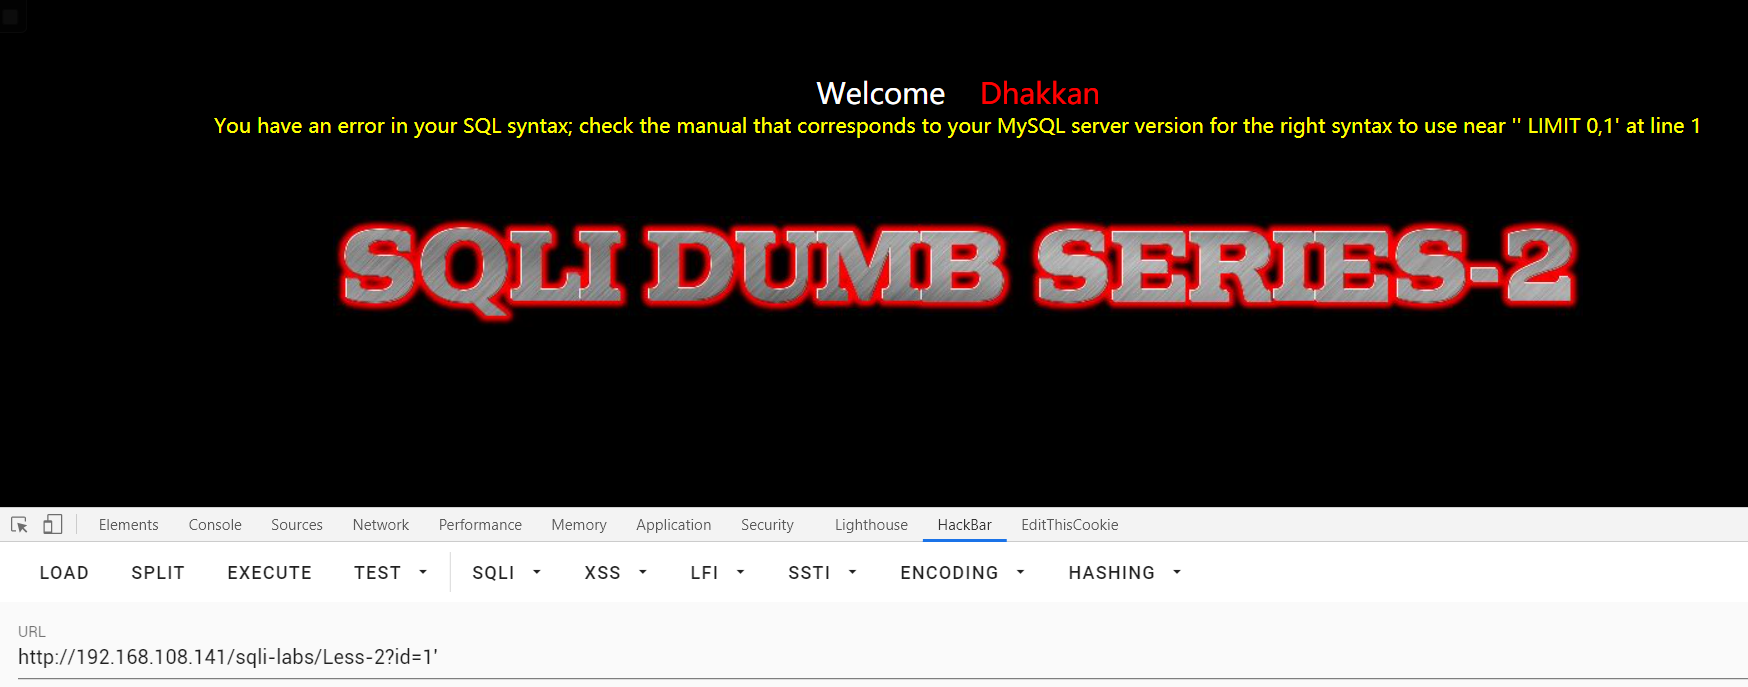 Welcome Dhakkan
You have an error in your SQL syntax; check the manual that corresponds to your MySQL server version for the right syntax to use near '' LIMIT 0,1' at line 1
SQLI DUMB SERIES-2
Elements Console Sources Network Performance Memory Application Security Lighthouse HackBar EditThisCookie
LOAD SPLIT EXECUTE TEST SQLI XSS LFI SSTI ENCODING HASHING
URL
http://192.168.108.141/sqli-labs/Less-2?id=1'